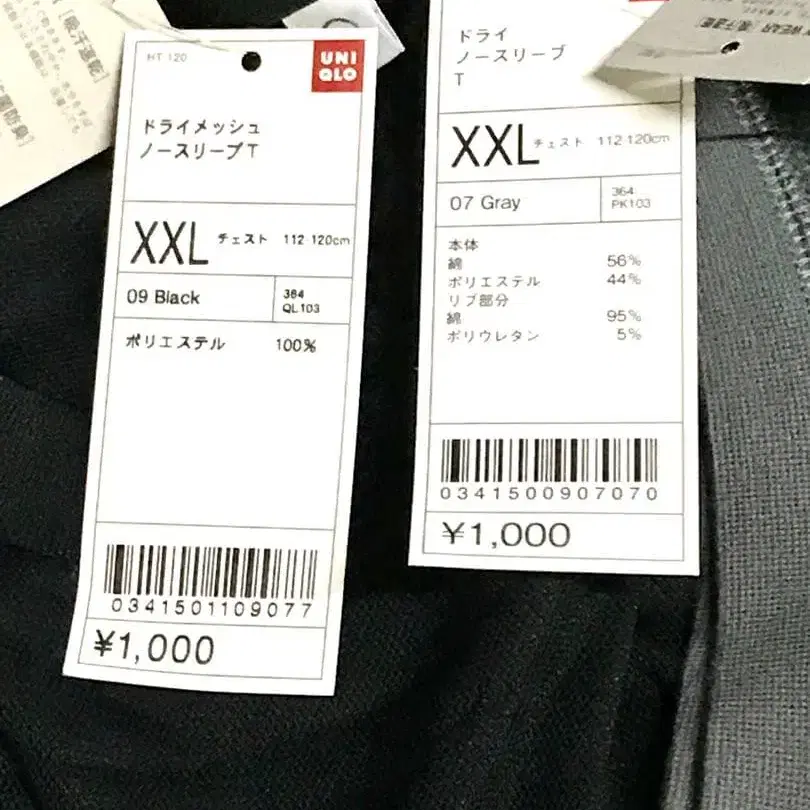 HT 120
UNI
QLO
ドライメッシュ
ノースリーブT
XXL チェスト 112-120cm
09 Black
364
QL103
ポリエステル 100%
0341501109077
¥1,000
ドライ
ノースリーブ
T
XXL チェスト 112-120cm
07 Gray
364
PK103
本体
綿 56%
ポリエステル 44%
リブ部分
綿 95%
ポリウレタン 5%
0341500907070
¥1,000